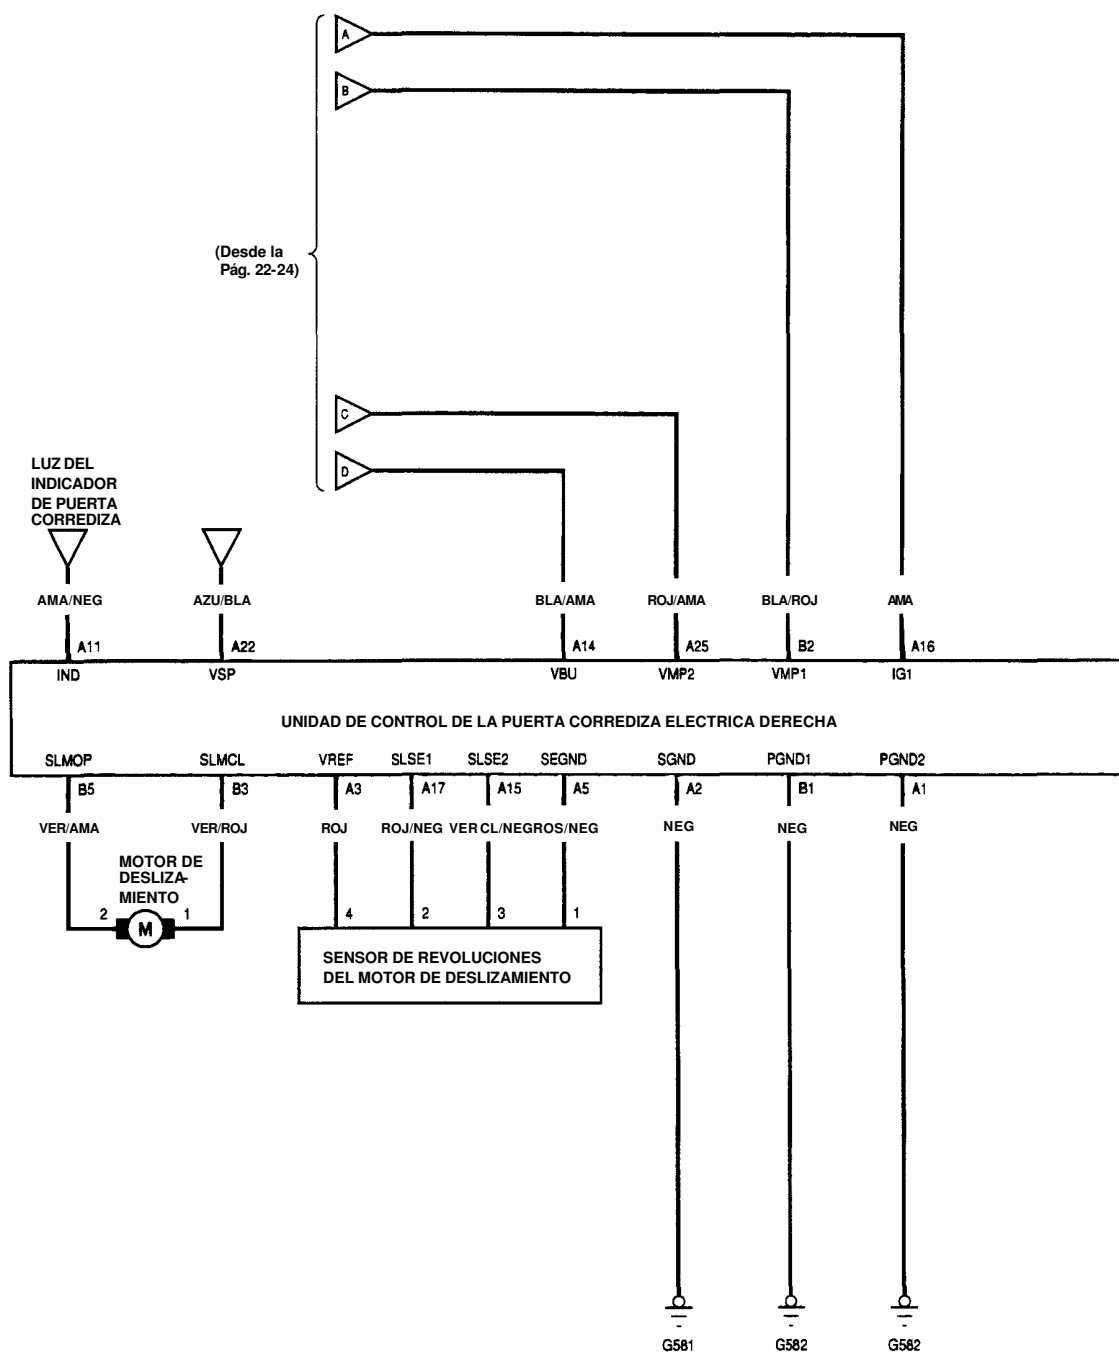 A
B
(Desde la
Pág. 22-24)
C
D
LUZ DEL
INDICADOR
DE PUERTA
CORREDIZA
AMA/NEG AZU/BLA BLA/AMA ROJ/AMA BLA/ROJ AMA
A11 A22 A14 A25 B2 A16
IND VSP VBU VMP2 VMP1 IG1
UNIDAD DE CONTROL DE LA PUERTA CORREDIZA ELECTRICA DERECHA
SLMOP SLMCL VREF SLSE1 SLSE2 SEGND SGND PGND1 PGND2
B5 B3 A3 A17 A15 A5 A2 B1 A1
VER/AMA VER/ROJ ROJ ROJ/NEG VER CL/NEG ROS/NEG NEG NEG NEG
MOTOR DE
DESLIZA-
MIENTO
2 M 1
4 2 3 1
SENSOR DE REVOLUCIONES
DEL MOTOR DE DESLIZAMIENTO
G581 G582 G582